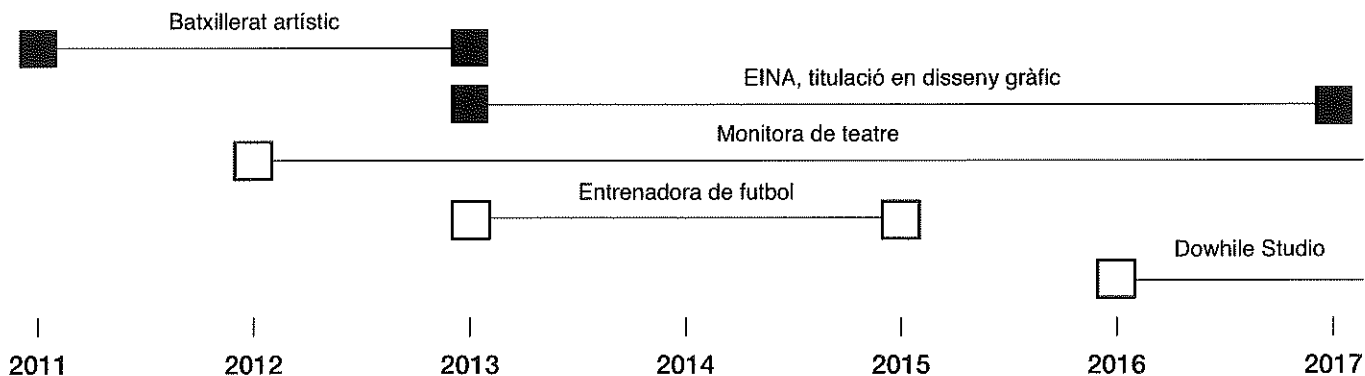 Batxillerat artístic
EINA, titulació en disseny gràfic
Monitora de teatre
Entrenadora de futbol
Dowhile Studio
2011 2012 2013 2014 2015 2016 2017